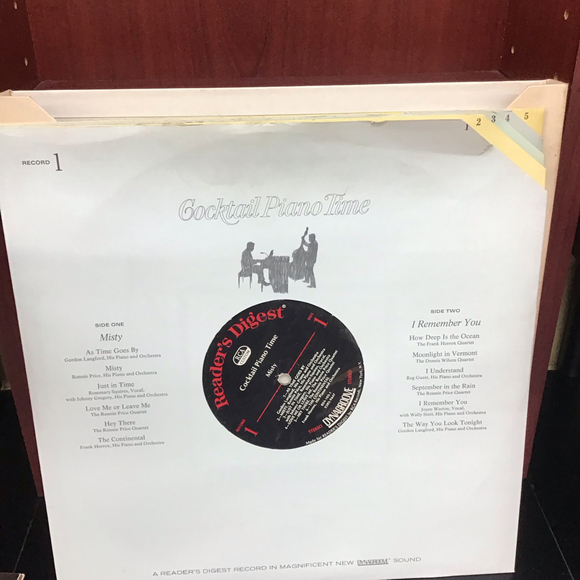 1 2 3 4 5
RECORD 1
Cocktail Piano Time
SIDE ONE
Misty
As Time Goes By
Gordon Langford, His Piano and Orchestra
Misty
Ronnie Price, His Piano and Orchestra
Just in Time
Rosemary Squires, Vocal,
with Johnny Gregory, His Piano and Orchestra
Love Me or Leave Me
The Ronnie Price Quartet
Hey There
The Ronnie Price Quartet
The Continental
Frank Horrox, His Piano and Orchestra
Reader's Digest
RCA
Cocktail Piano Time
Misty
RECORD
1
SIDE
1
STEREO
DYNAGROOVE
SIDE TWO
I Remember You
How Deep Is the Ocean
The Frank Horrox Quartet
Moonlight in Vermont
The Dennis Wilson Quartet
I Understand
Reg Guest, His Piano and Orchestra
September in the Rain
The Ronnie Price Quartet
I Remember You
with Wally Stott, His Piano and Orchestra
The Way You Look Tonight
Gordon Langford, His Piano and Orchestra
A READER'S DIGEST RECORD IN MAGNIFICENT NEW DYNAGROOVE SOUND